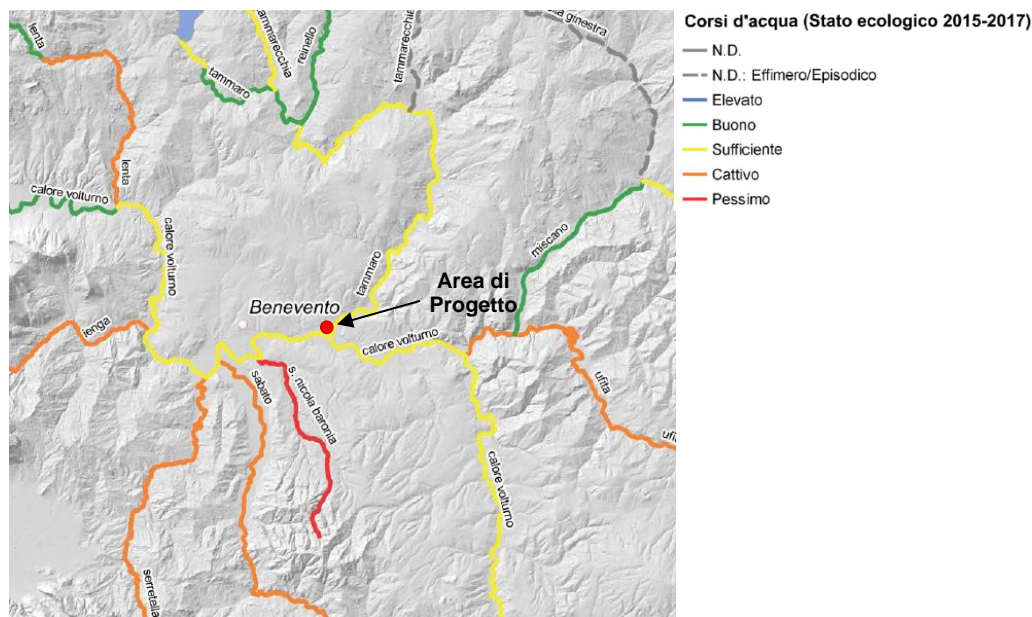 Corsi d'acqua (Stato ecologico 2015-2017)
N.D.
N.D.: Effimero/Episodico
Elevato
Buono
Sufficiente
Cattivo
Pessimo
lenta
tammarecchia
reinello
tammarecchia
ginestra
tammaro
lenta
calore volturno
calore volturno
miscano
tammaro
Area di
Progetto
Benevento
ienga
calore volturno
sabato
s. nicola baronia
ufita
ufi
calore volturno
serretella